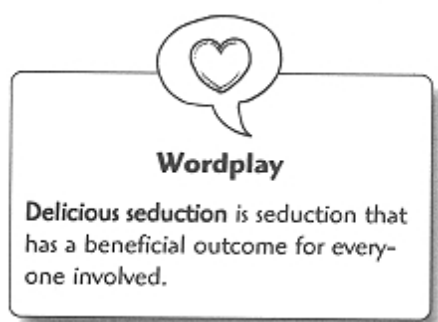 Wordplay
Delicious seduction is seduction that
has a beneficial outcome for every-
one involved.